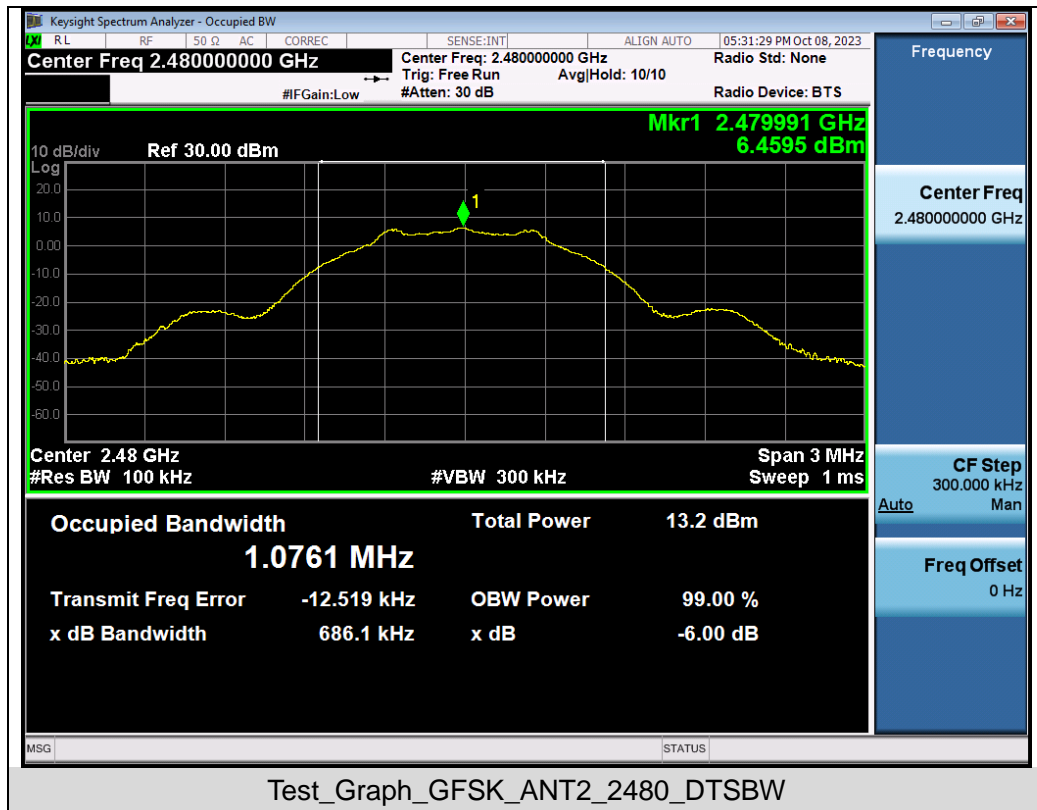 Keysight Spectrum Analyzer - Occupied BW
LXI RL RF 50 Ω AC CORREC SENSE:INT ALIGN AUTO 05:31:29 PM Oct 08, 2023
Center Freq 2.480000000 GHz
Center Freq: 2.480000000 GHz
Radio Std: None
Trig: Free Run
Avg|Hold: 10/10
#IFGain:Low
#Atten: 30 dB
Radio Device: BTS
Mkr1 2.479991 GHz
6.4595 dBm
10 dB/div Ref 30.00 dBm
Log
20.0
10.0
0.00
-10.0
-20.0
-30.0
-40.0
-50.0
-60.0
1
Center 2.48 GHz
Span 3 MHz
#Res BW 100 kHz
#VBW 300 kHz
Sweep 1 ms
Occupied Bandwidth
1.0761 MHz
Total Power 13.2 dBm
Transmit Freq Error -12.519 kHz
OBW Power 99.00 %
x dB Bandwidth 686.1 kHz
x dB -6.00 dB
Frequency
Center Freq
2.480000000 GHz
CF Step
300.000 kHz
Auto Man
Freq Offset
0 Hz
MSG
STATUS
Test_Graph_GFSK_ANT2_2480_DTSBW